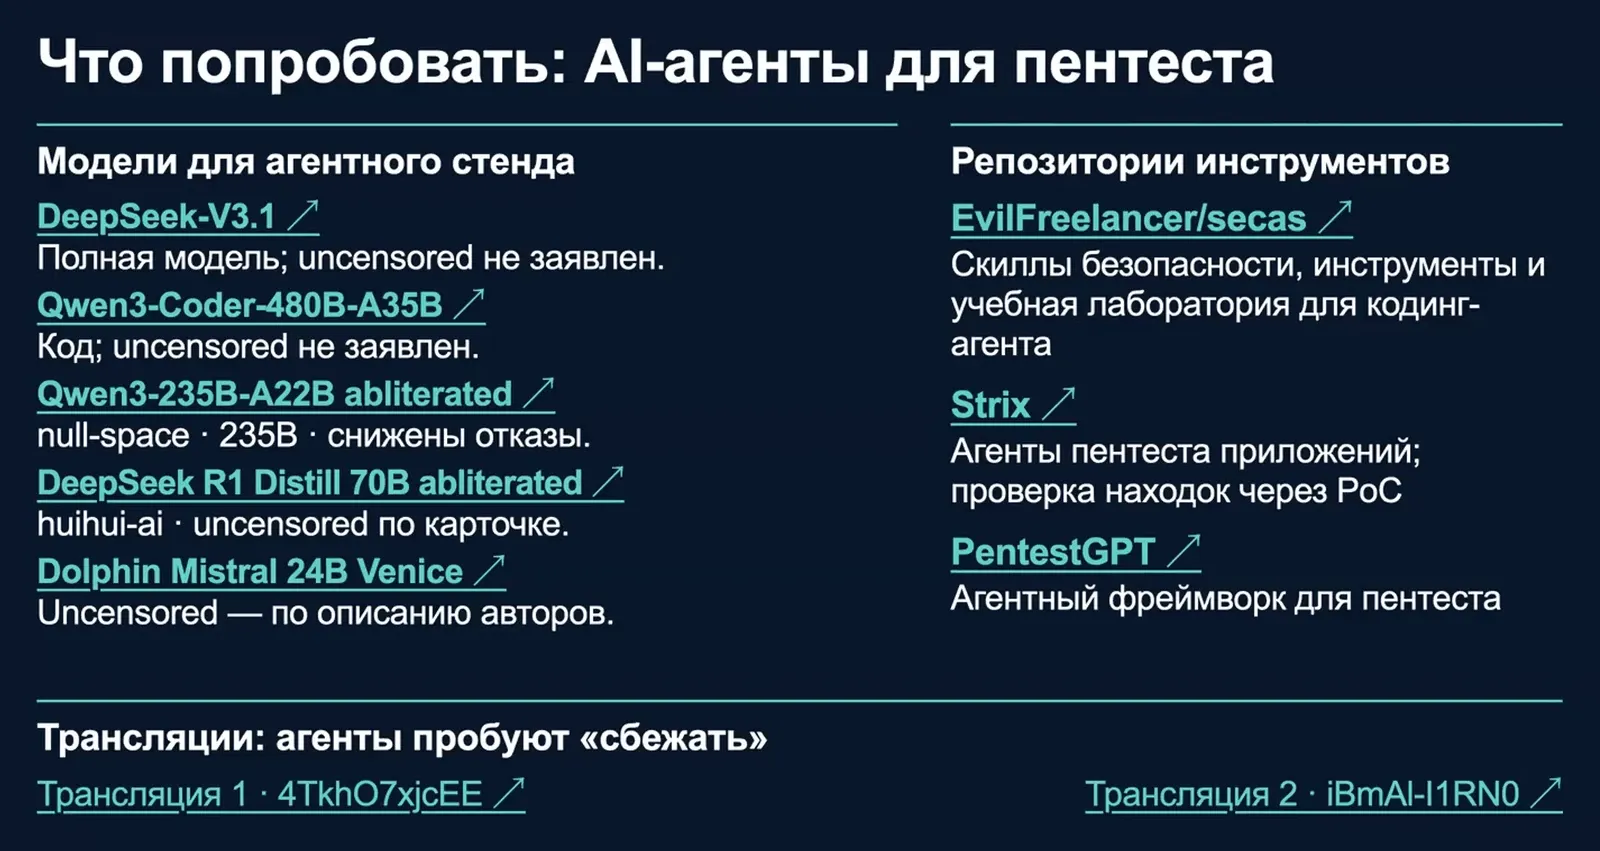 Что попробовать: AI-агенты для пентеста
Модели для агентного стенда
DeepSeek-V3.1 ↗
Полная модель; uncensored не заявлен.
Qwen3-Coder-480B-A35B ↗
Код; uncensored не заявлен.
Qwen3-235B-A22B abliterated ↗
null-space · 235B · снижены отказы.
DeepSeek R1 Distill 70B abliterated ↗
huihui-ai · uncensored по карточке.
Dolphin Mistral 24B Venice ↗
Uncensored — по описанию авторов.
Репозитории инструментов
EvilFreelancer/secas ↗
Скиллы безопасности, инструменты и
учебная лаборатория для кодинг-
агента
Strix ↗
Агенты пентеста приложений;
проверка находок через PoC
PentestGPT ↗
Агентный фреймворк для пентеста
Трансляции: агенты пробуют «сбежать»
Трансляция 1 · 4TkhO7xjcEE ↗
Трансляция 2 · iBmAl-I1RN0 ↗